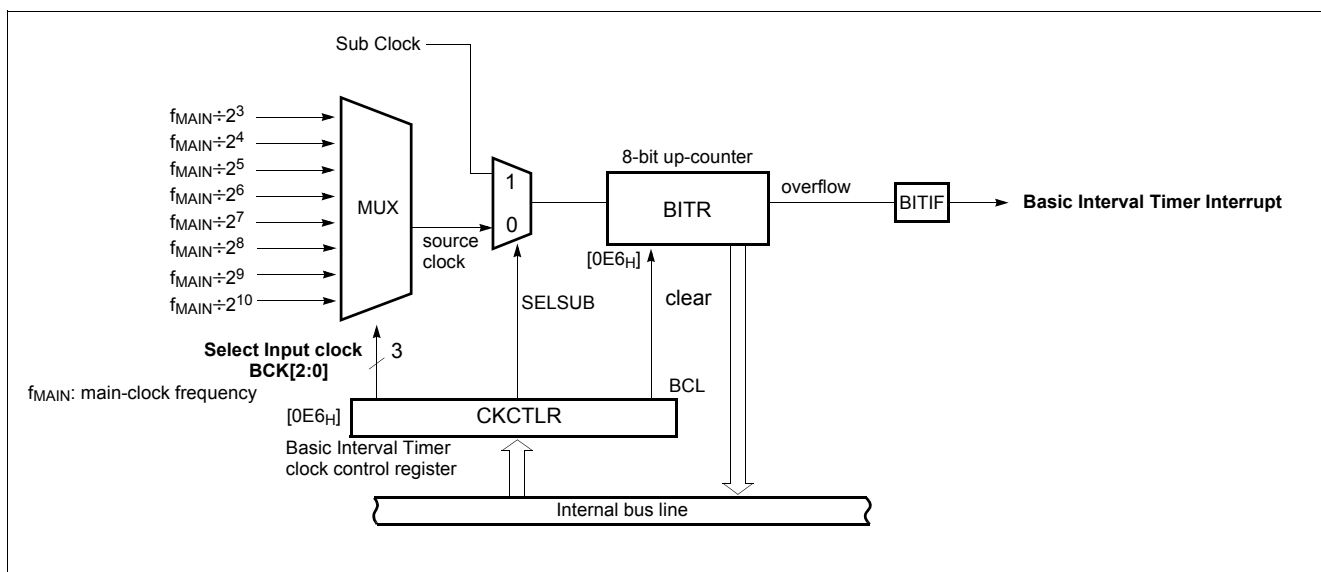 Sub Clock
fMAIN÷2³
fMAIN÷2⁴
fMAIN÷2⁵
fMAIN÷2⁶
fMAIN÷2⁷
fMAIN÷2⁸
fMAIN÷2⁹
fMAIN÷2¹⁰
MUX
source
clock
1
0
8-bit up-counter
BITR
[0E6H]
overflow
BITIF
Basic Interval Timer Interrupt
SELSUB
clear
Select Input clock
BCK[2:0]
3
fMAIN: main-clock frequency
BCL
[0E6H]
CKCTLR
Basic Interval Timer
clock control register
Internal bus line